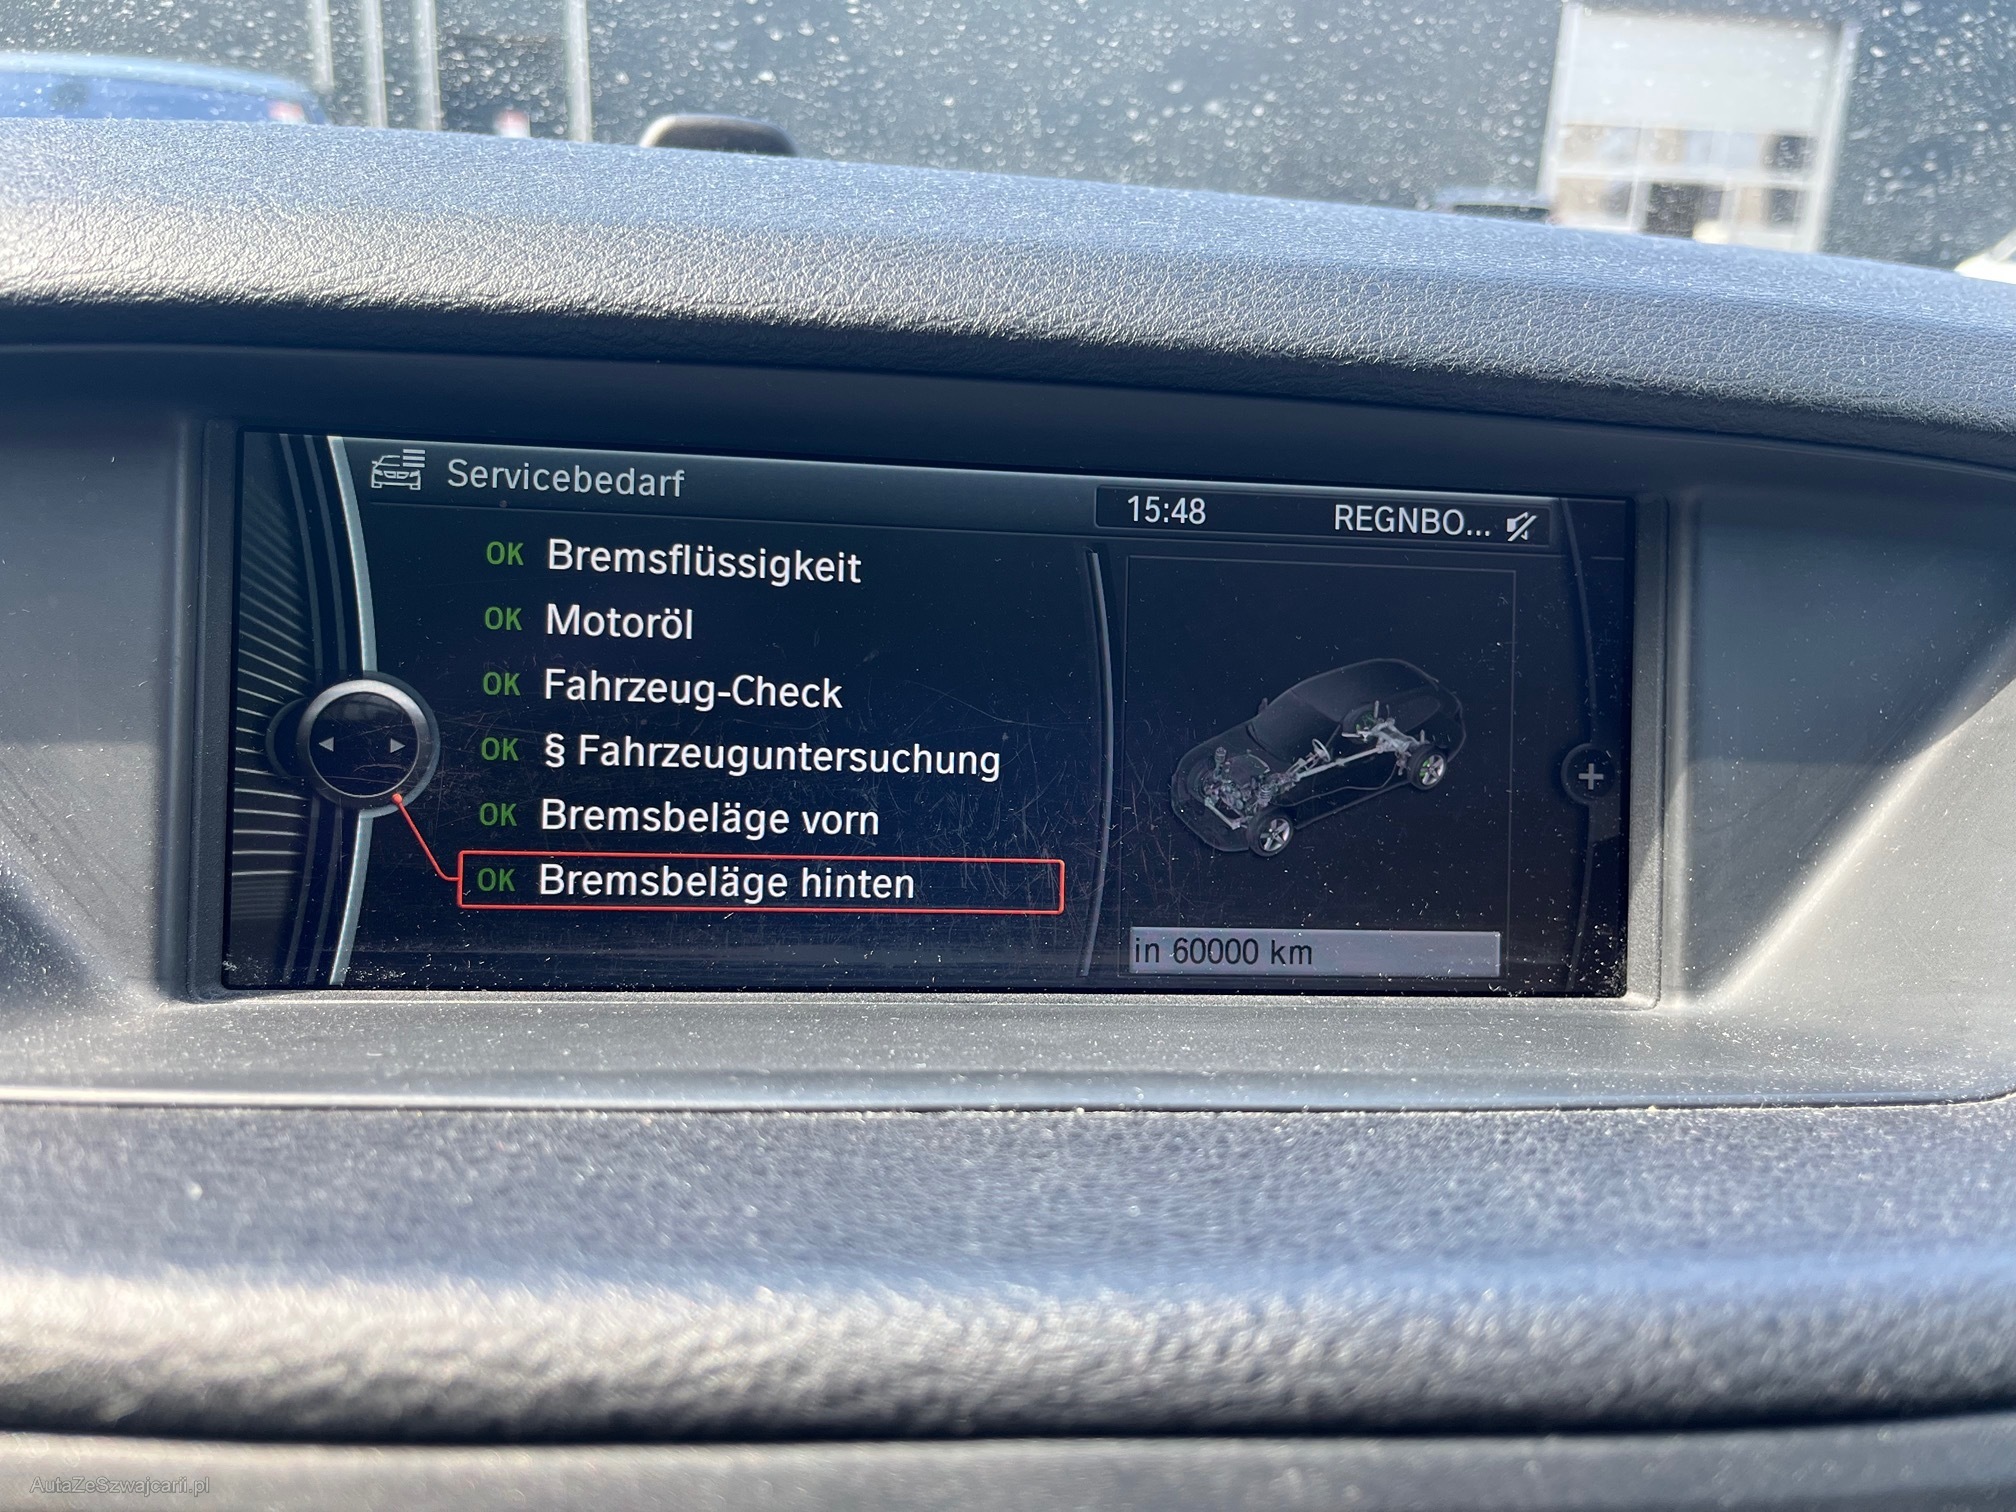 Servicebedarf
15:48 REGNBO...
OK Bremsflüssigkeit
OK Motoröl
OK Fahrzeug-Check
OK § Fahrzeuguntersuchung
OK Bremsbeläge vorn
OK Bremsbeläge hinten
in 60000 km
AutaZeSzwajcarii.pl